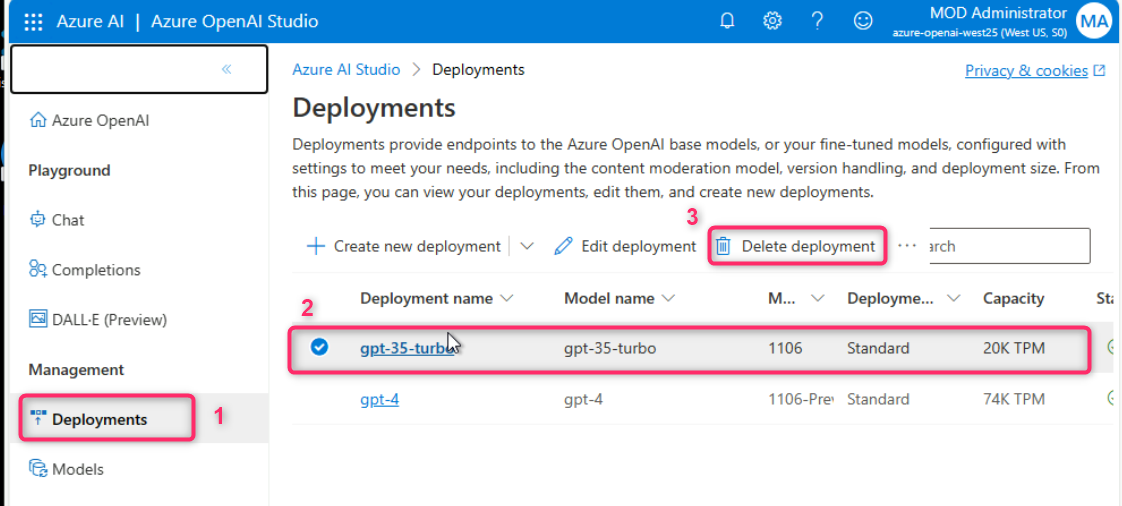 Azure AI | Azure OpenAI Studio
MOD Administrator
azure-openai-west25 (West US, S0)
MA
Azure AI Studio > Deployments
Privacy & cookies
Azure OpenAI
Playground
Chat
Completions
DALL·E (Preview)
Management
Deployments
1
Models
Deployments
Deployments provide endpoints to the Azure OpenAI base models, or your fine-tuned models, configured with
settings to meet your needs, including the content moderation model, version handling, and deployment size. From
this page, you can view your deployments, edit them, and create new deployments.
3
Create new deployment | Edit deployment Delete deployment ··· arch
2
Deployment name Model name M... Deployme... Capacity Sta
gpt-35-turbo gpt-35-turbo 1106 Standard 20K TPM
gpt-4 gpt-4 1106-Prev Standard 74K TPM